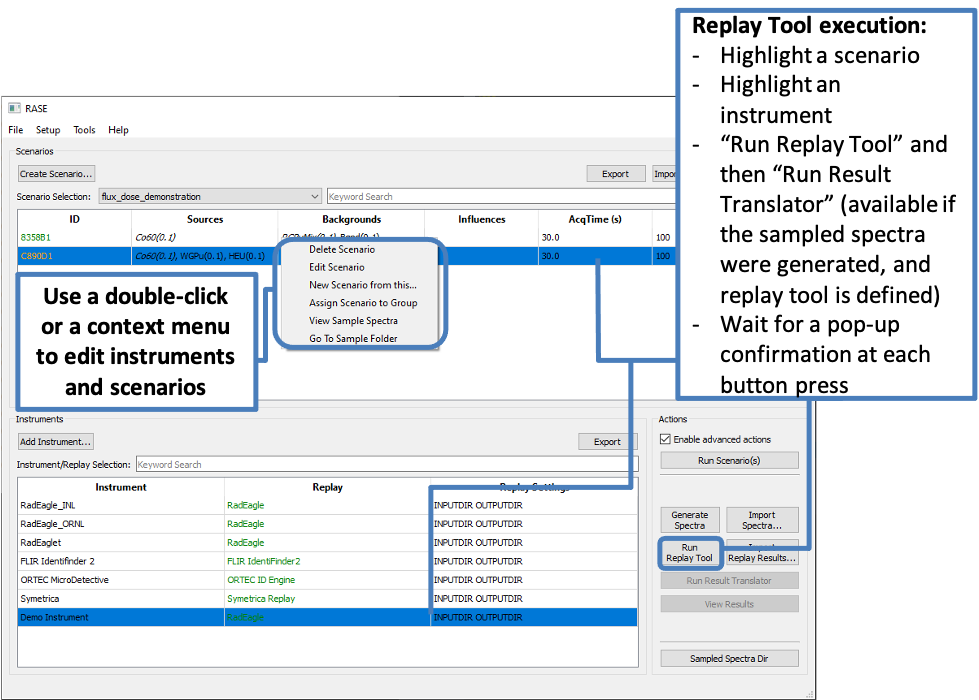 Replay Tool execution:
- Highlight a scenario
- Highlight an
instrument
- “Run Replay Tool” and
then “Run Result
Translator” (available if
the sampled spectra
were generated, and
replay tool is defined)
- Wait for a pop-up
confirmation at each
button press
RASE
File Setup Tools Help
Scenarios
Create Scenario... Export
Scenario Selection: flux_dose_demonstration Keyword Search
ID Sources Backgrounds Influences AcqTime (s)
8358B1 Co60(0.1) 30.0 100
C890D1 Co60(0.1), WGPu(0.1), HEU(0.1) 30.0 100
Delete Scenario
Edit Scenario
New Scenario from this...
Assign Scenario to Group
View Sample Spectra
Go To Sample Folder
Use a double-click
or a context menu
to edit instruments
and scenarios
Instruments
Add Instrument... Export
Instrument/Replay Selection: Keyword Search
Instrument Replay Replay Settings
RadEagle_INL RadEagle INPUTDIR OUTPUTDIR
RadEagle_ORNL RadEagle INPUTDIR OUTPUTDIR
RadEaglet RadEagle INPUTDIR OUTPUTDIR
FLIR Identifinder 2 FLIR IdentiFinder2 INPUTDIR OUTPUTDIR
ORTEC MicroDetective ORTEC ID Engine INPUTDIR OUTPUTDIR
Symetrica Symetrica Replay INPUTDIR OUTPUTDIR
Demo Instrument RadEagle INPUTDIR OUTPUTDIR
Actions
Enable advanced actions
Run Scenario(s)
Generate
Spectra
Import
Spectra...
Run
Replay Tool
Import
Replay Results...
Run Result Translator
View Results
Sampled Spectra Dir